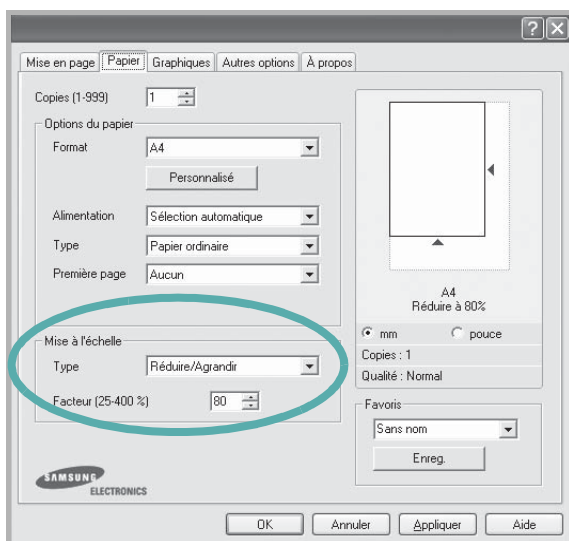 Mise en page Papier Graphiques Autres options À propos
Copies (1-999) 1
Options du papier
Format A4
Personnalisé
Alimentation Sélection automatique
Type Papier ordinaire
Première page Aucun
A4
Réduire à 80%
mm pouce
Copies : 1
Qualité : Normal
Mise à l'échelle
Type Réduire/Agrandir
Facteur (25-400 %) 80
Favoris
Sans nom
Enreg.
SAMSUNG
ELECTRONICS
OK Annuler Appliquer Aide